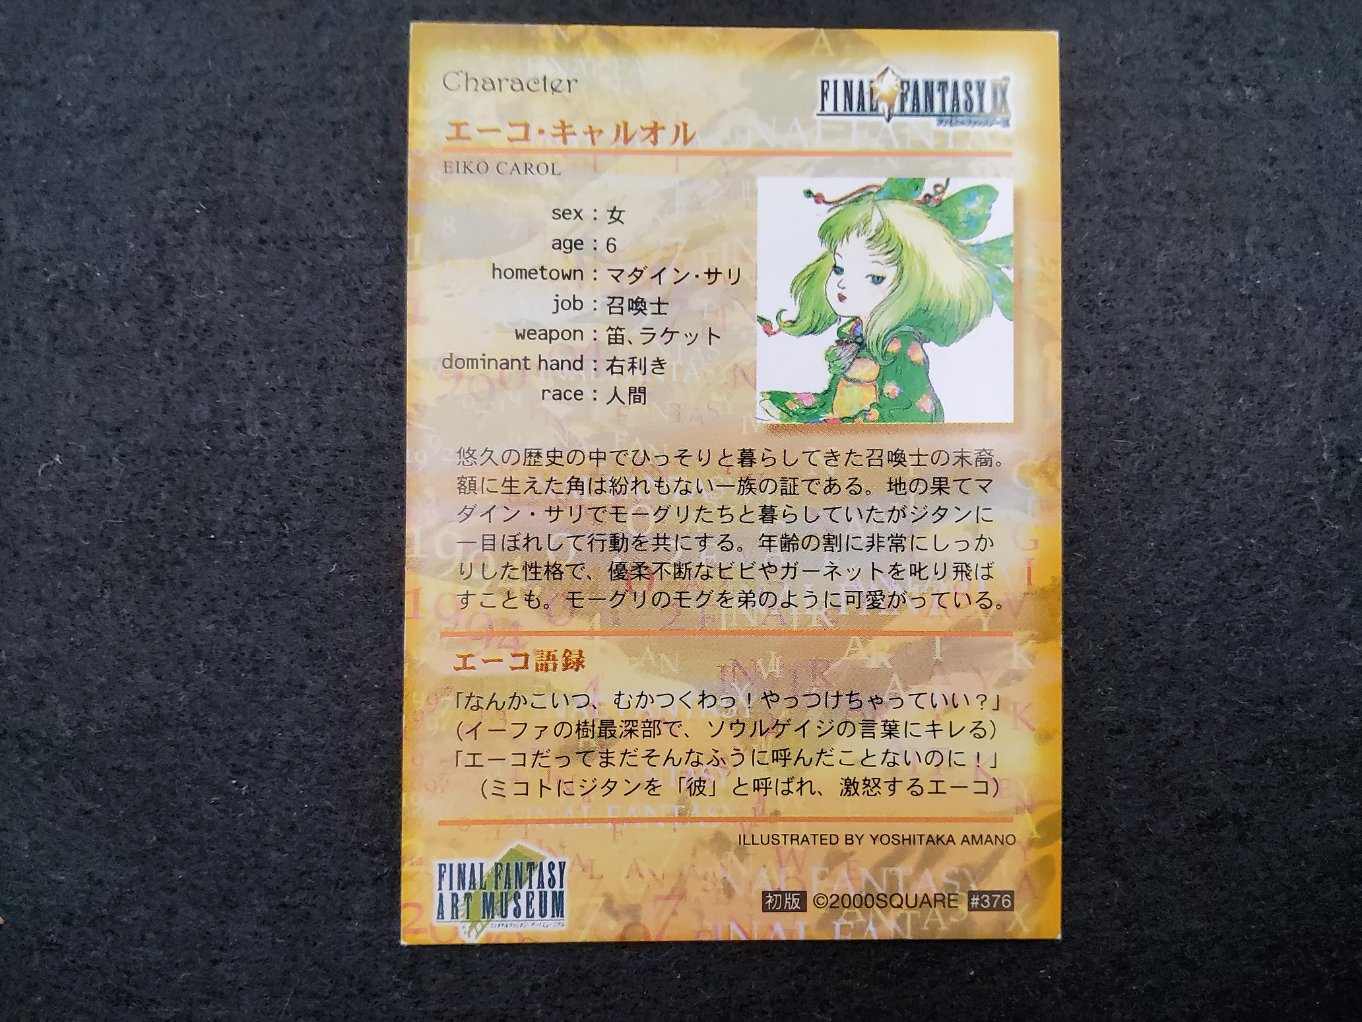 Character
FINAL FANTASY IX
ファイナルファンタジーIX
エーコ・キャルオル
EIKO CAROL
sex：女
age：6
hometown：マダイン・サリ
job：召喚士
weapon：笛、ラケット
dominant hand：右利き
race：人間
悠久の歴史の中でひっそりと暮らしてきた召喚士の末裔。
額に生えた角は紛れもない一族の証である。地の果てマ
ダイン・サリでモーグリたちと暮らしていたがジタンに
一目ぼれして行動を共にする。年齢の割に非常にしっか
りした性格で、優柔不断なビビやガーネットを叱り飛ば
すことも。モーグリのモグを弟のように可愛がっている。
エーコ語録
「なんかこいつ、むかつくわっ！やっつけちゃっていい？」
(イーファの樹最深部で、ソウルゲイジの言葉にキレる)
「エーコだってまだそんなふうに呼んだことないのに！」
(ミコトにジタンを「彼」と呼ばれ、激怒するエーコ)
ILLUSTRATED BY YOSHITAKA AMANO
FINAL FANTASY
ART MUSEUM
初版 ©2000SQUARE #376